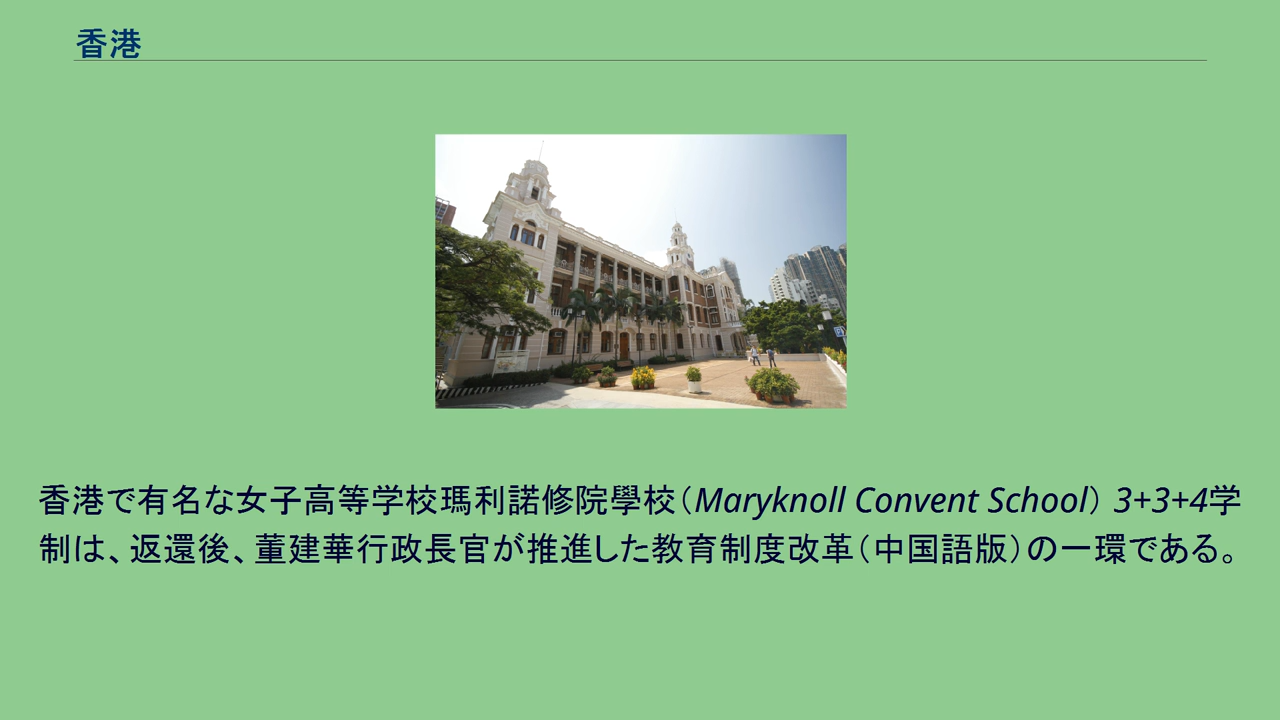 香港
香港で有名な女子高等学校瑪利諾修院學校（Maryknoll Convent School） 3+3+4学
制は、返還後、董建華行政長官が推進した教育制度改革（中国語版）の一環である。